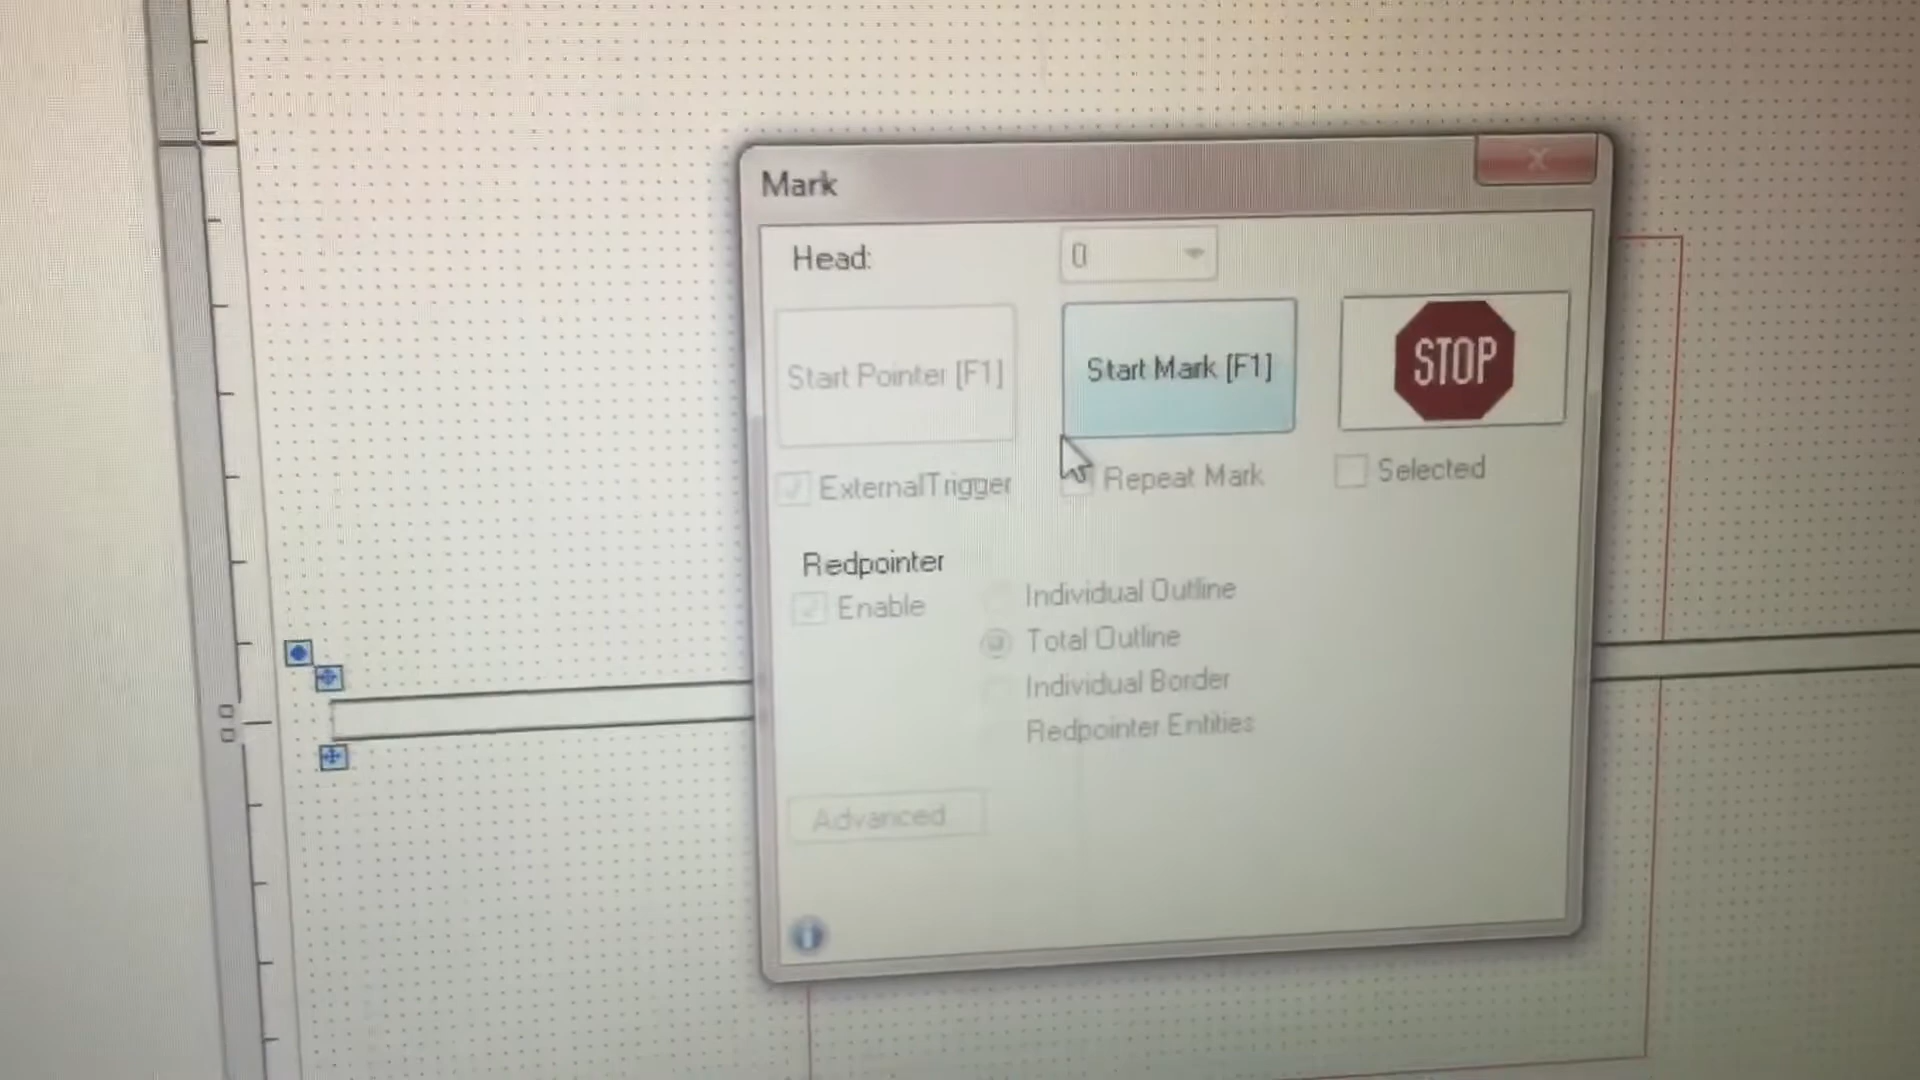 Mark
Head: 0
Start Pointer [F1]
Start Mark [F1]
STOP
ExternalTrigger
Repeat Mark
Selected
Redpointer
Enable
Individual Outline
Total Outline
Individual Border
Redpointer Entities
Advanced